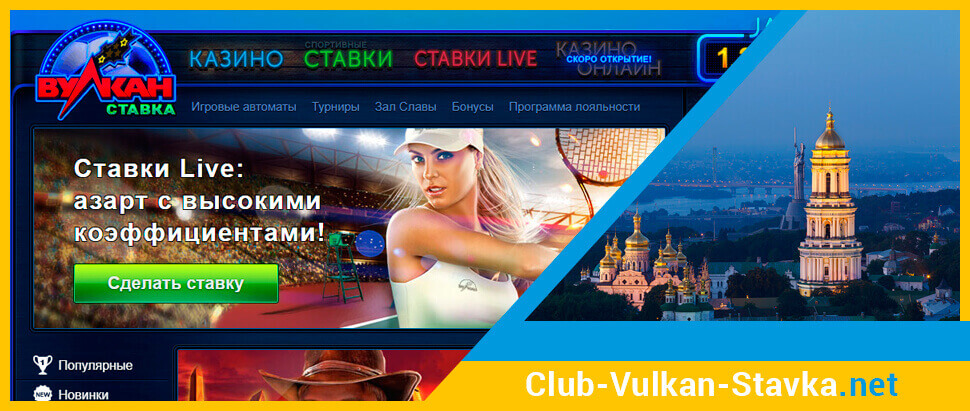 КАЗИНО
СПОРТИВНЫЕ
СТАВКИ
СТАВКИ LIVE
КАЗИНО
СКОРО ОТКРЫТИЕ!
ОНЛАЙН
ВУЛКАН
СТАВКА
Игровые автоматы Турниры Зал Славы Бонусы Программа лояльности
Ставки Live:
азарт с высокими
коэффициентами!
Сделать ставку
Популярные
NEW Новинки
Club-Vulkan-Stavka.net